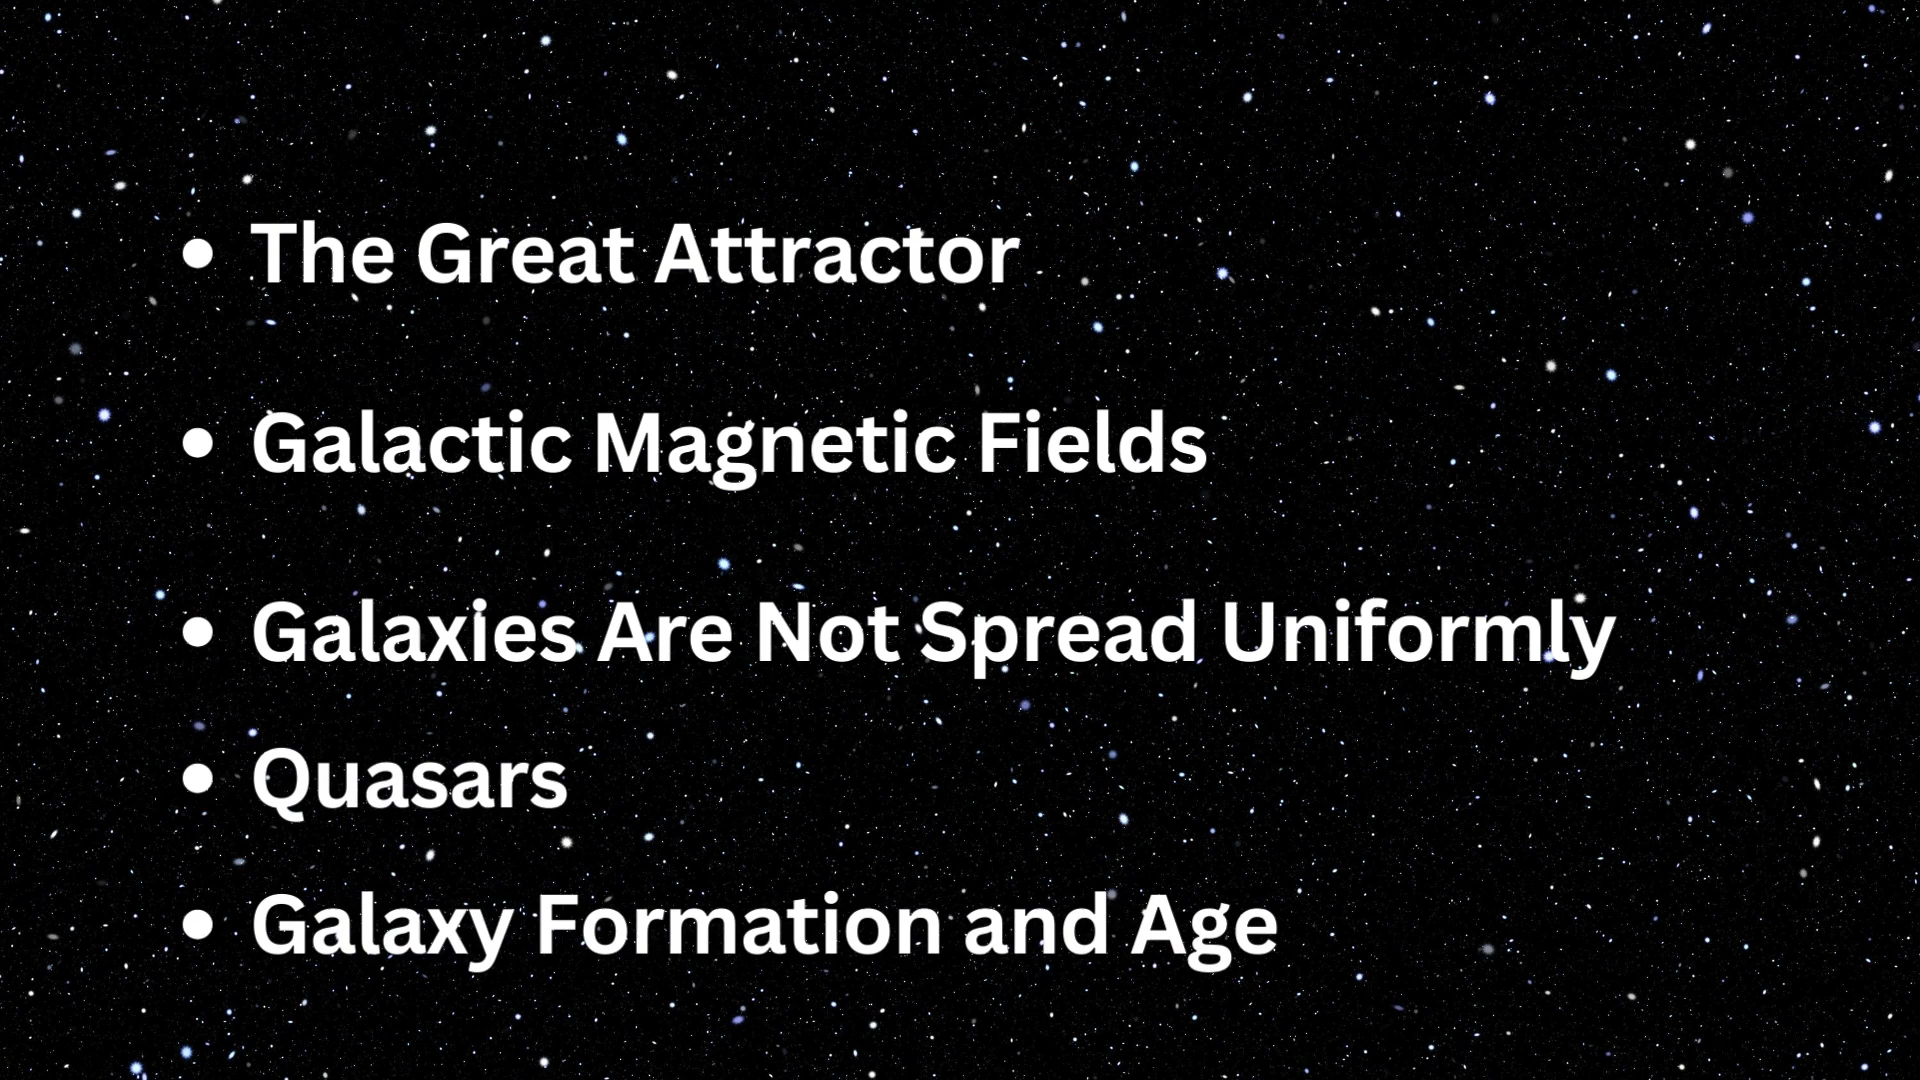 • The Great Attractor
• Galactic Magnetic Fields
• Galaxies Are Not Spread Uniformly
• Quasars
• Galaxy Formation and Age